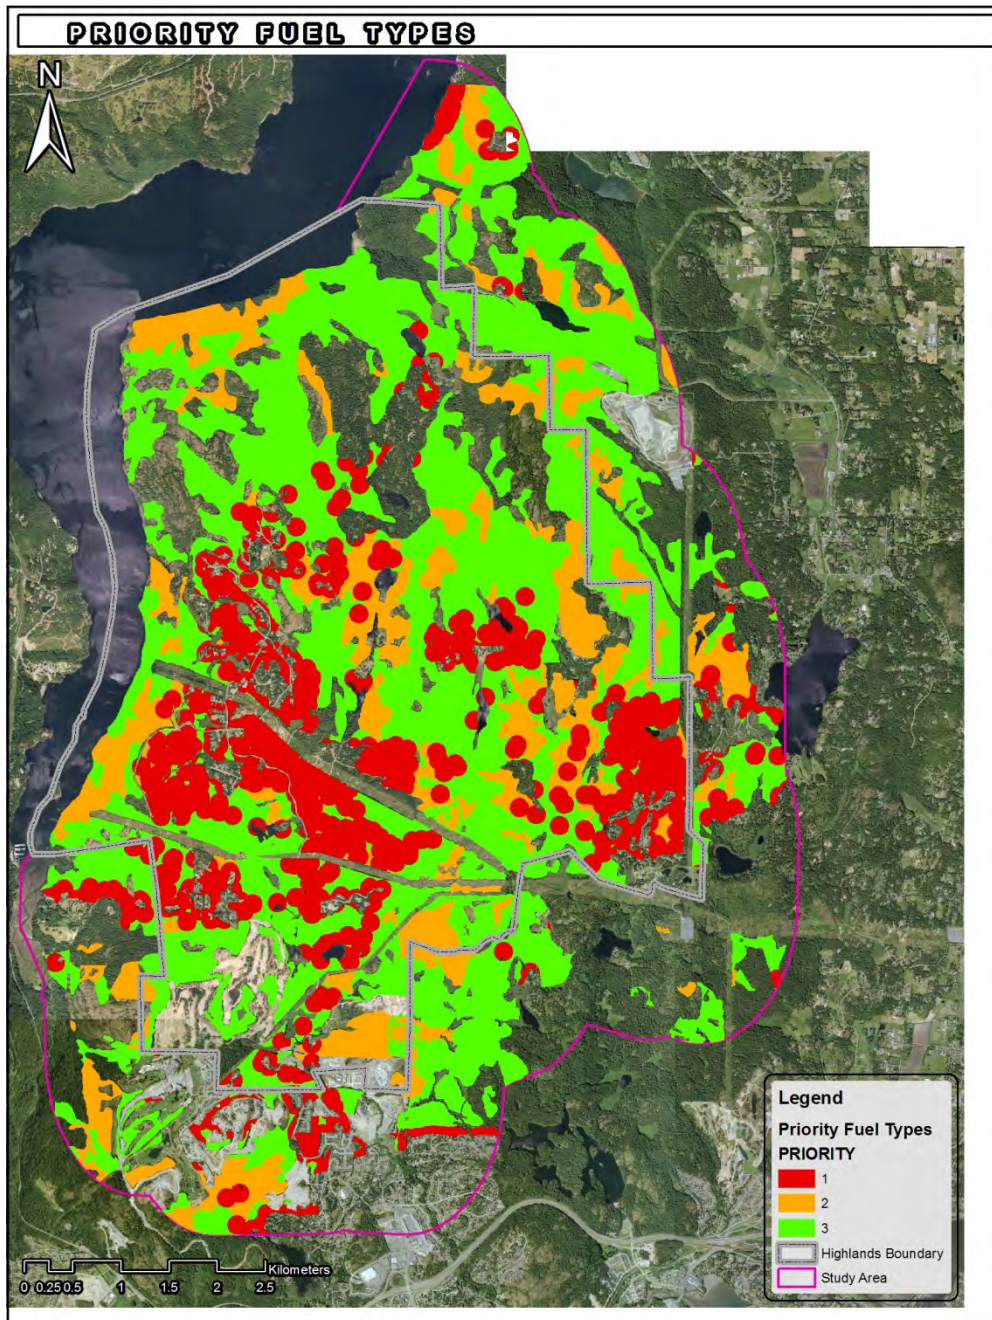 PRIORITY FUEL TYPES
N
Legend
Priority Fuel Types
PRIORITY
1
2
3
Highlands Boundary
Study Area
Kilometers
0 0.25 0.5 1 1.5 2 2.5